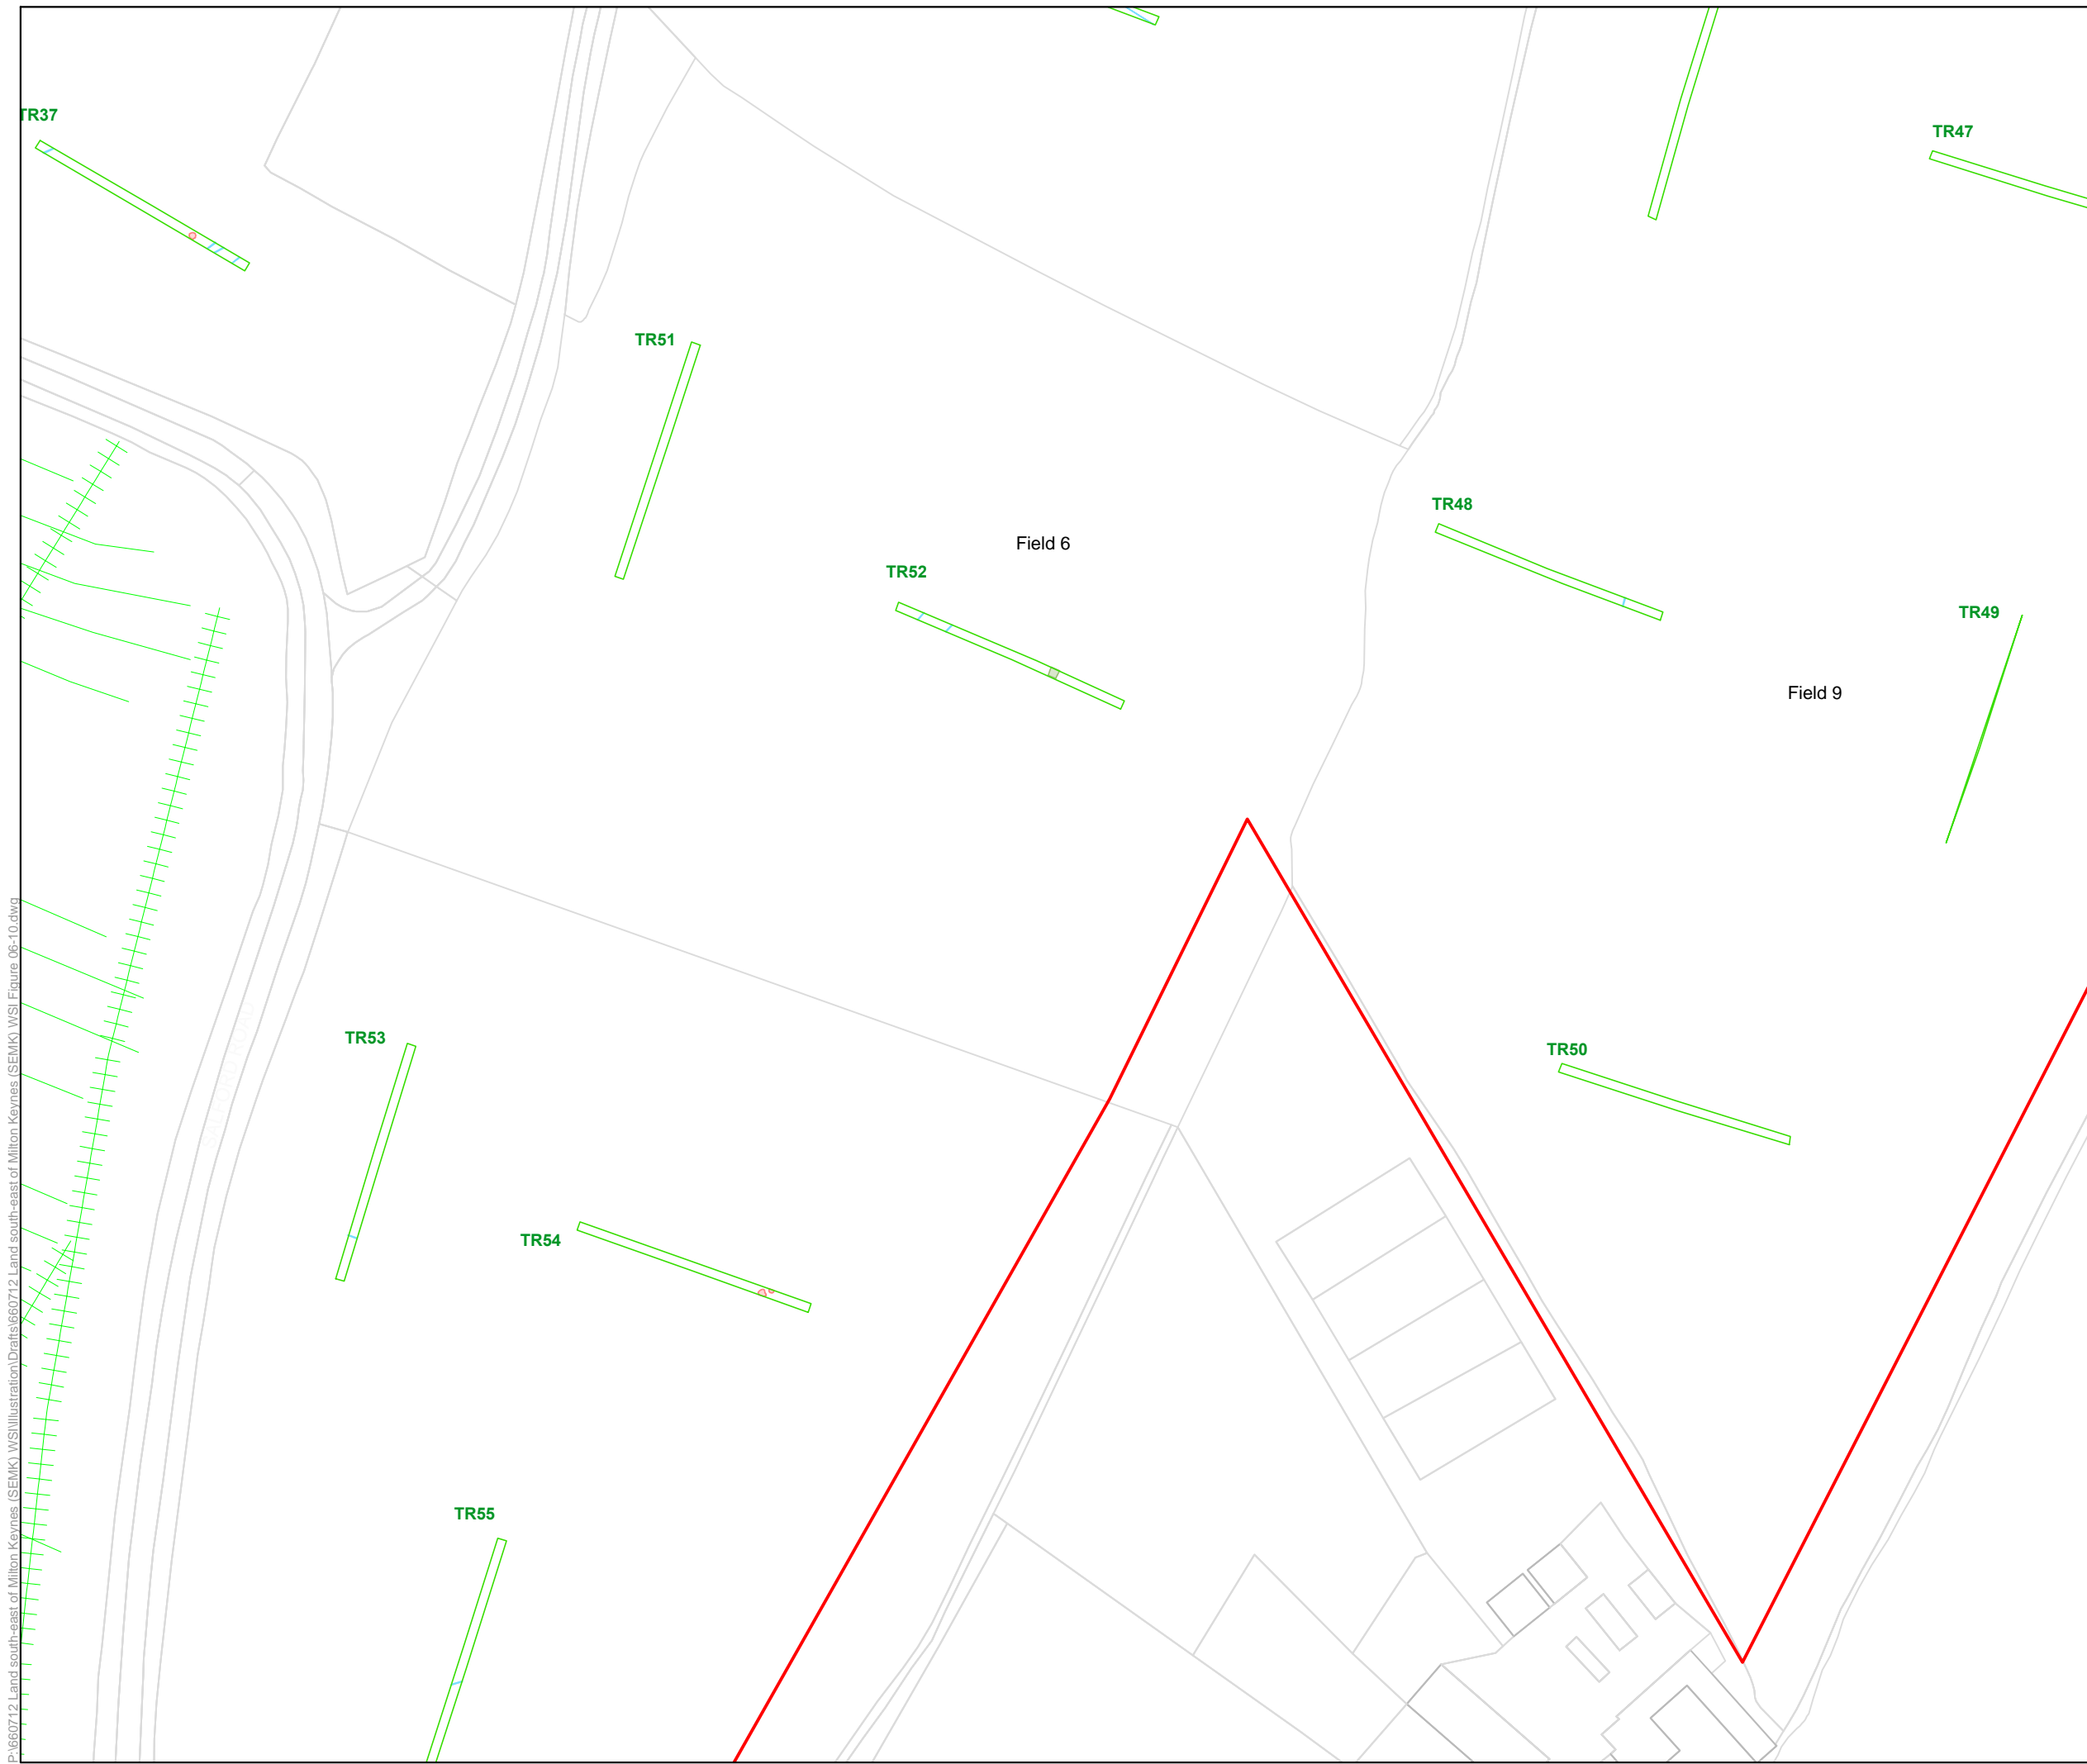 TR37
TR47
TR51
TR48
Field 6
TR52
TR49
Field 9
TR53
TR50
TR54
TR55
P:\660712 Land south-east of Milton Keynes (SEMK) WSI\Illustration\Drafts\660712 Land south-east of Milton Keynes (SEMK) WSI Figure 06-10.dwg